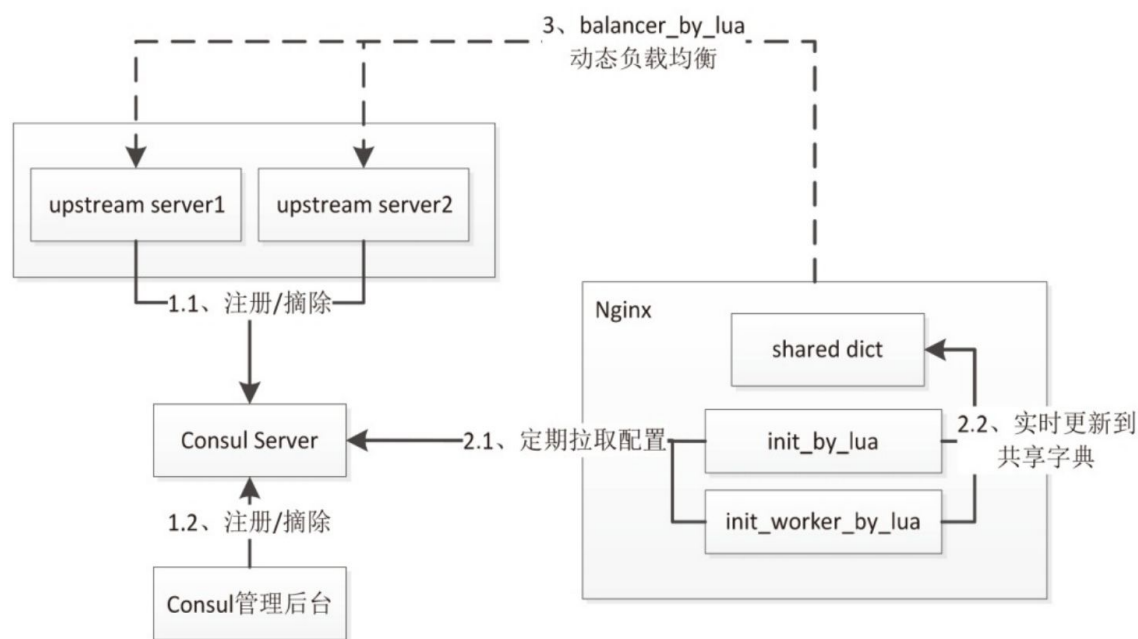 3、balancer_by_lua
动态负载均衡
upstream server1
upstream server2
1.1、注册/摘除
Nginx
shared dict
Consul Server
2.1、定期拉取配置
init_by_lua
2.2、实时更新到
共享字典
1.2、注册/摘除
init_worker_by_lua
Consul管理后台